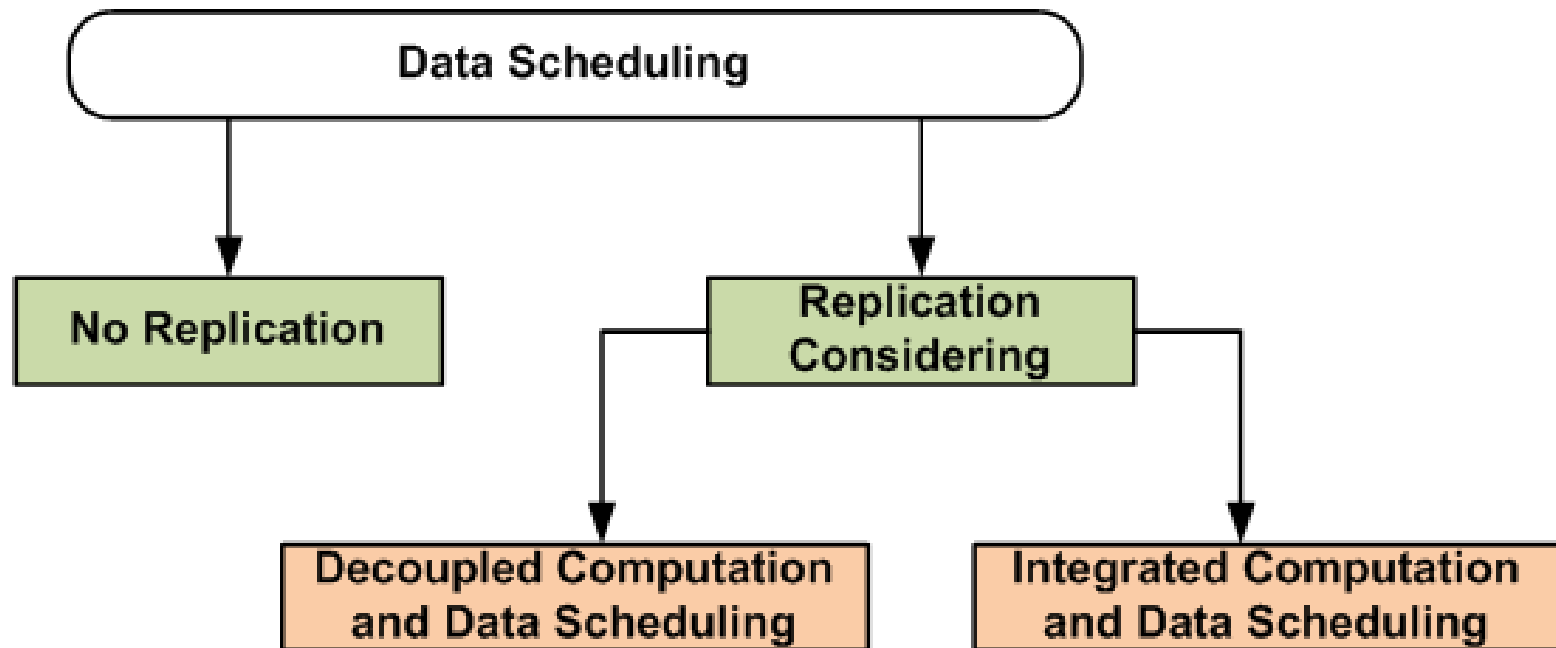 Data Scheduling
No Replication
Replication
Considering
Decoupled Computation
and Data Scheduling
Integrated Computation
and Data Scheduling